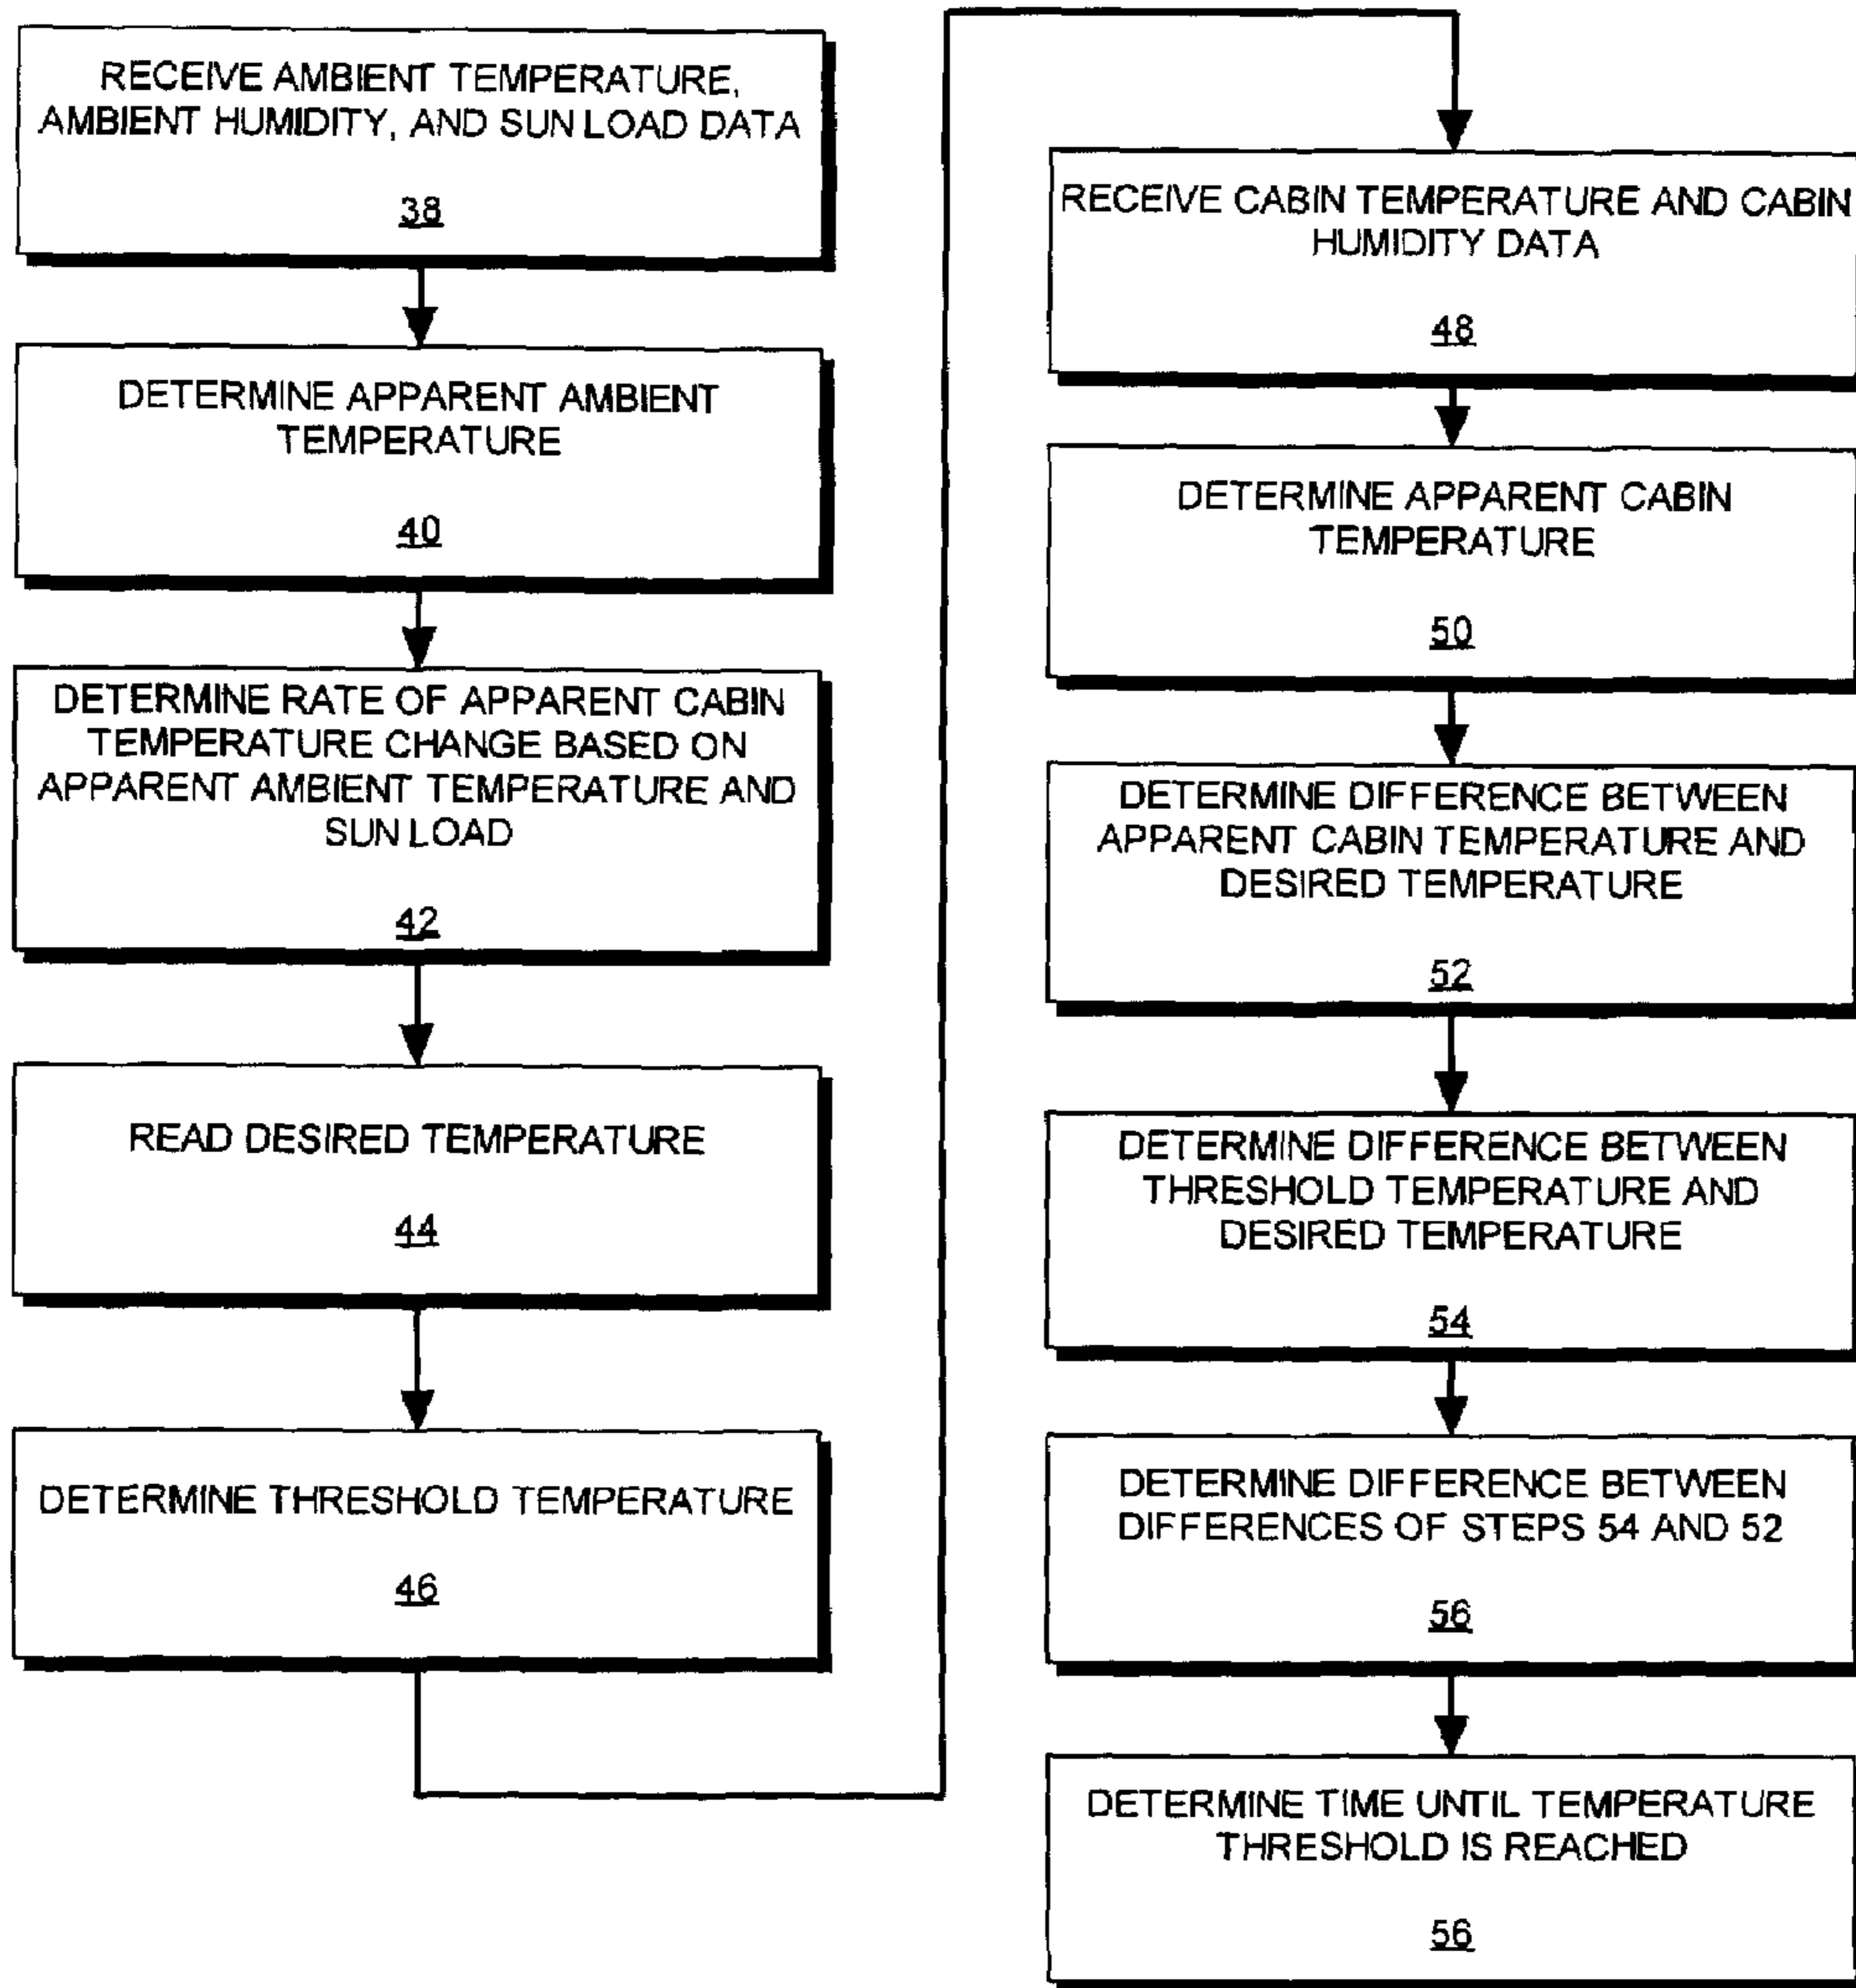 RECEIVE AMBIENT TEMPERATURE,
AMBIENT HUMIDITY, AND SUN LOAD DATA
38
DETERMINE APPARENT AMBIENT
TEMPERATURE
40
DETERMINE RATE OF APPARENT CABIN
TEMPERATURE CHANGE BASED ON
APPARENT AMBIENT TEMPERATURE AND
SUN LOAD
42
READ DESIRED TEMPERATURE
44
DETERMINE THRESHOLD TEMPERATURE
46
RECEIVE CABIN TEMPERATURE AND CABIN
HUMIDITY DATA
48
DETERMINE APPARENT CABIN
TEMPERATURE
50
DETERMINE DIFFERENCE BETWEEN
APPARENT CABIN TEMPERATURE AND
DESIRED TEMPERATURE
52
DETERMINE DIFFERENCE BETWEEN
THRESHOLD TEMPERATURE AND
DESIRED TEMPERATURE
54
DETERMINE DIFFERENCE BETWEEN
DIFFERENCES OF STEPS 54 AND 52
56
DETERMINE TIME UNTIL TEMPERATURE
THRESHOLD IS REACHED
56